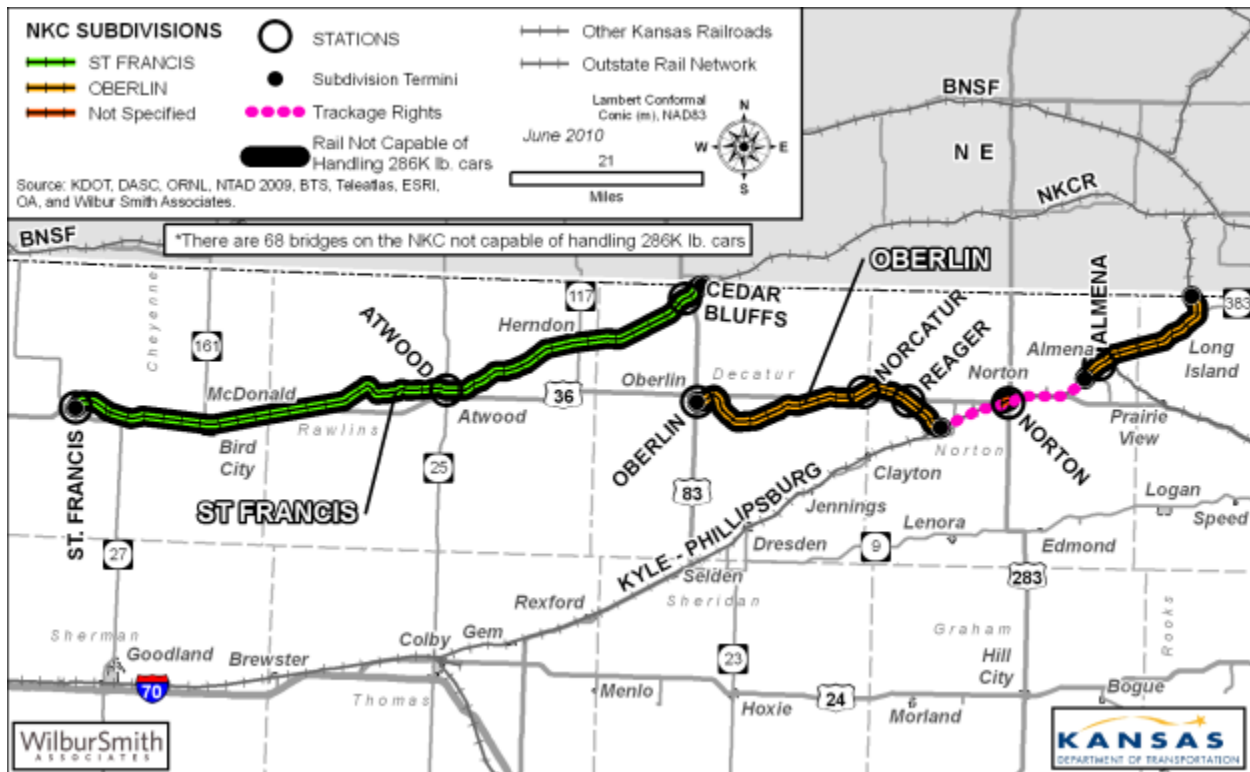 NKC SUBDIVISIONS
ST FRANCIS
OBERLIN
Not Specified
STATIONS
Subdivision Termini
Trackage Rights
Rail Not Capable of
Handling 286K lb. cars
Other Kansas Railroads
Outstate Rail Network
Lambert Conformal
Conic (m), NAD83
June 2010
21
Miles
N
W
E
S
Source: KDOT, DASC, ORNL, NTAD 2009, BTS, Teleatlas, ESRI,
OA, and Wilbur Smith Associates.
*There are 68 bridges on the NKC not capable of handling 286K lb. cars
BNSF
BNSF
N E
NKCR
OBERLIN
Cheyenne
161
117
Herndon
CEDAR
BLUFFS
ATWOOD
McDonald
Rawlins
Atwood
36
Oberlin
Decatur
NORCATUR
REAGER
Norton
Almena
ALMENA
383
Long
Island
Prairie
View
Bird
City
ST. FRANCIS
ST FRANCIS
25
OBERLIN
83
Clayton
Norton
NORTON
Jennings
KYLE - PHILLIPSBURG
Dresden
9
Lenora
Edmond
Logan
Speed
27
Selden
Sheridan
283
Rexford
Gem
Colby
Sherman
Goodland
Brewster
70
Thomas
Menlo
23
Hoxie
24
Morland
Graham
Hill
City
Bogue
Rooks
WilburSmith
ASSOCIATES
KANSAS
DEPARTMENT OF TRANSPORTATION